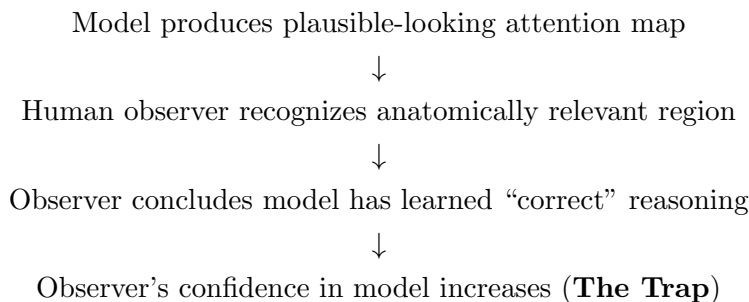 Model produces plausible-looking attention map
↓
Human observer recognizes anatomically relevant region
↓
Observer concludes model has learned “correct” reasoning
↓
Observer’s confidence in model increases (The Trap)